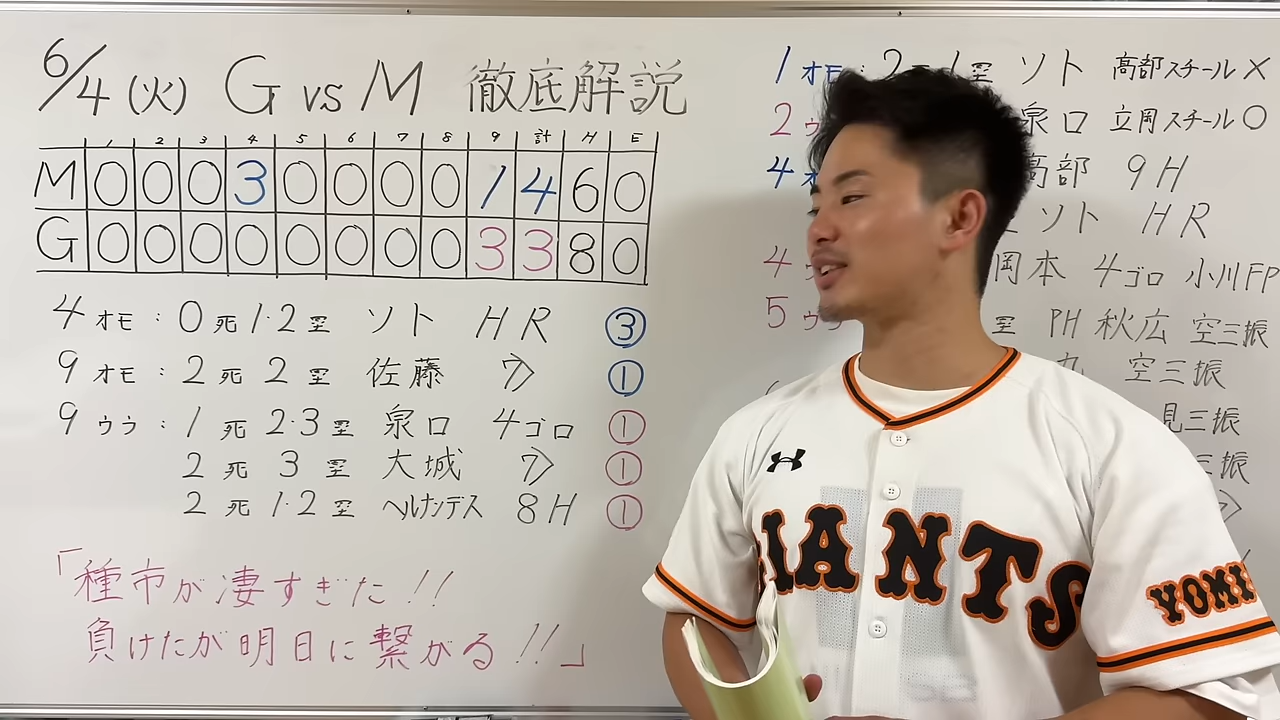 6/4(火) G vs M 徹底解説
1 2 3 4 5 6 7 8 9 計 H E
M 0 0 0 3 0 0 0 0 1 4 6 0
G 0 0 0 0 0 0 0 0 3 3 8 0
4オモ:0死1・2塁 ソト HR ③
9オモ:2死2塁 佐藤 7> ①
9ウラ:1死2・3塁 泉口 4ゴロ ①
2死3塁 大城 7> ①
2死1・2塁 ヘルナンデス 8H ①
「種市が凄すぎた!!
負けたが明日に繋がる!!」
1オモ: ソト 高部スチール×
2 泉口 立岡スチール○
4 高部 9H
ソト HR
4 岡本 4ゴロ 小川FP
5 塁 PH 秋広 空三振
空三振
見三振
三振
GIANTS
YOMI